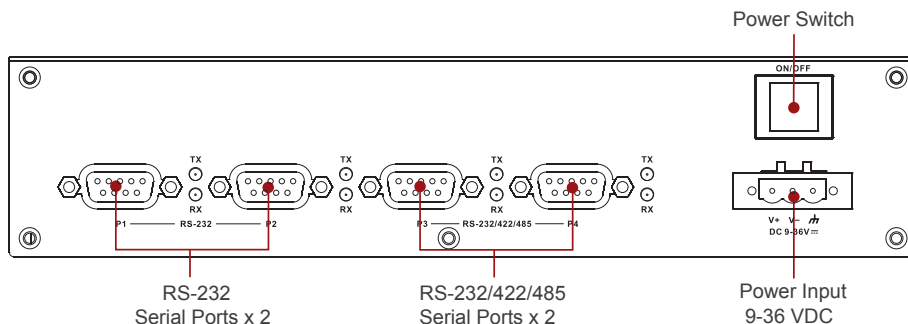 Power Switch
ON/OFF
TX TX TX TX
RX RX RX RX
P1 RS-232 P2 P3 RS-232/422/485 P4
V+ V-
DC 9-36V
RS-232
Serial Ports x 2
RS-232/422/485
Serial Ports x 2
Power Input
9-36 VDC